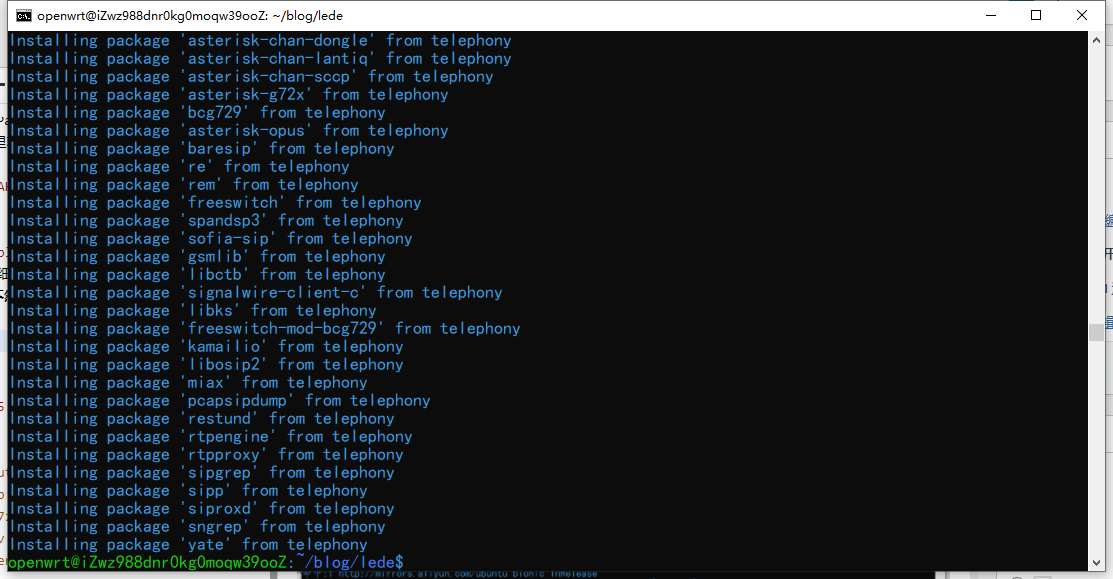 openwrt@iZwz988dnr0kg0moqw39ooZ: ~/blog/lede
Installing package 'asterisk-chan-dongle' from telephony
Installing package 'asterisk-chan-lantiq' from telephony
Installing package 'asterisk-chan-sccp' from telephony
Installing package 'asterisk-g72x' from telephony
Installing package 'bcg729' from telephony
Installing package 'asterisk-opus' from telephony
Installing package 'baresip' from telephony
Installing package 're' from telephony
Installing package 'rem' from telephony
Installing package 'freeswitch' from telephony
Installing package 'spandsp3' from telephony
Installing package 'sofia-sip' from telephony
Installing package 'gsmlib' from telephony
Installing package 'libctb' from telephony
Installing package 'signalwire-client-c' from telephony
Installing package 'libks' from telephony
Installing package 'freeswitch-mod-bcg729' from telephony
Installing package 'kamailio' from telephony
Installing package 'libosip2' from telephony
Installing package 'miax' from telephony
Installing package 'pcapsipdump' from telephony
Installing package 'restund' from telephony
Installing package 'rtpengine' from telephony
Installing package 'rtpproxy' from telephony
Installing package 'sipgrep' from telephony
Installing package 'sipp' from telephony
Installing package 'siproxd' from telephony
Installing package 'sngrep' from telephony
Installing package 'yate' from telephony
openwrt@iZwz988dnr0kg0moqw39ooZ:~/blog/lede$
http://mirrors.aliyun.com/ubuntu bionic InRelease